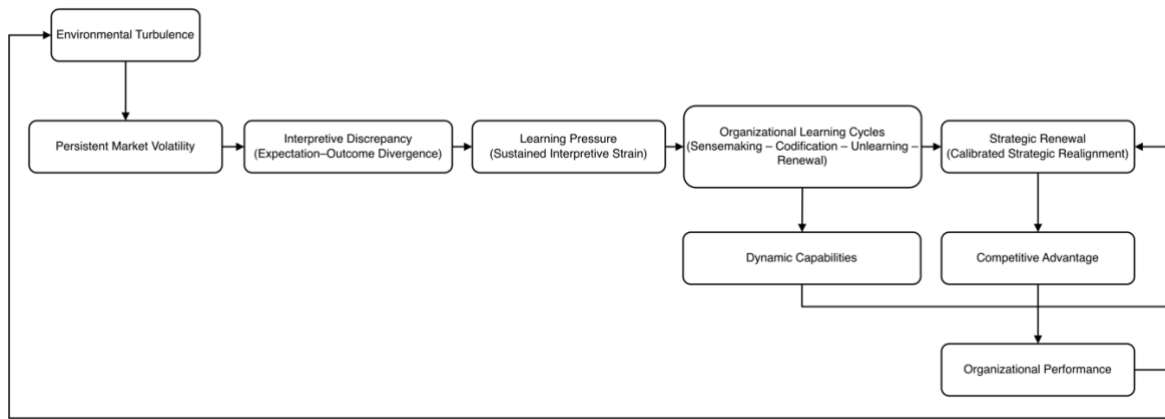 Environmental Turbulence
Persistent Market Volatility
Interpretive Discrepancy
(Expectation–Outcome Divergence)
Learning Pressure
(Sustained Interpretive Strain)
Organizational Learning Cycles
(Sensemaking – Codification – Unlearning –
Renewal)
Strategic Renewal
(Calibrated Strategic Realignment)
Dynamic Capabilities
Competitive Advantage
Organizational Performance